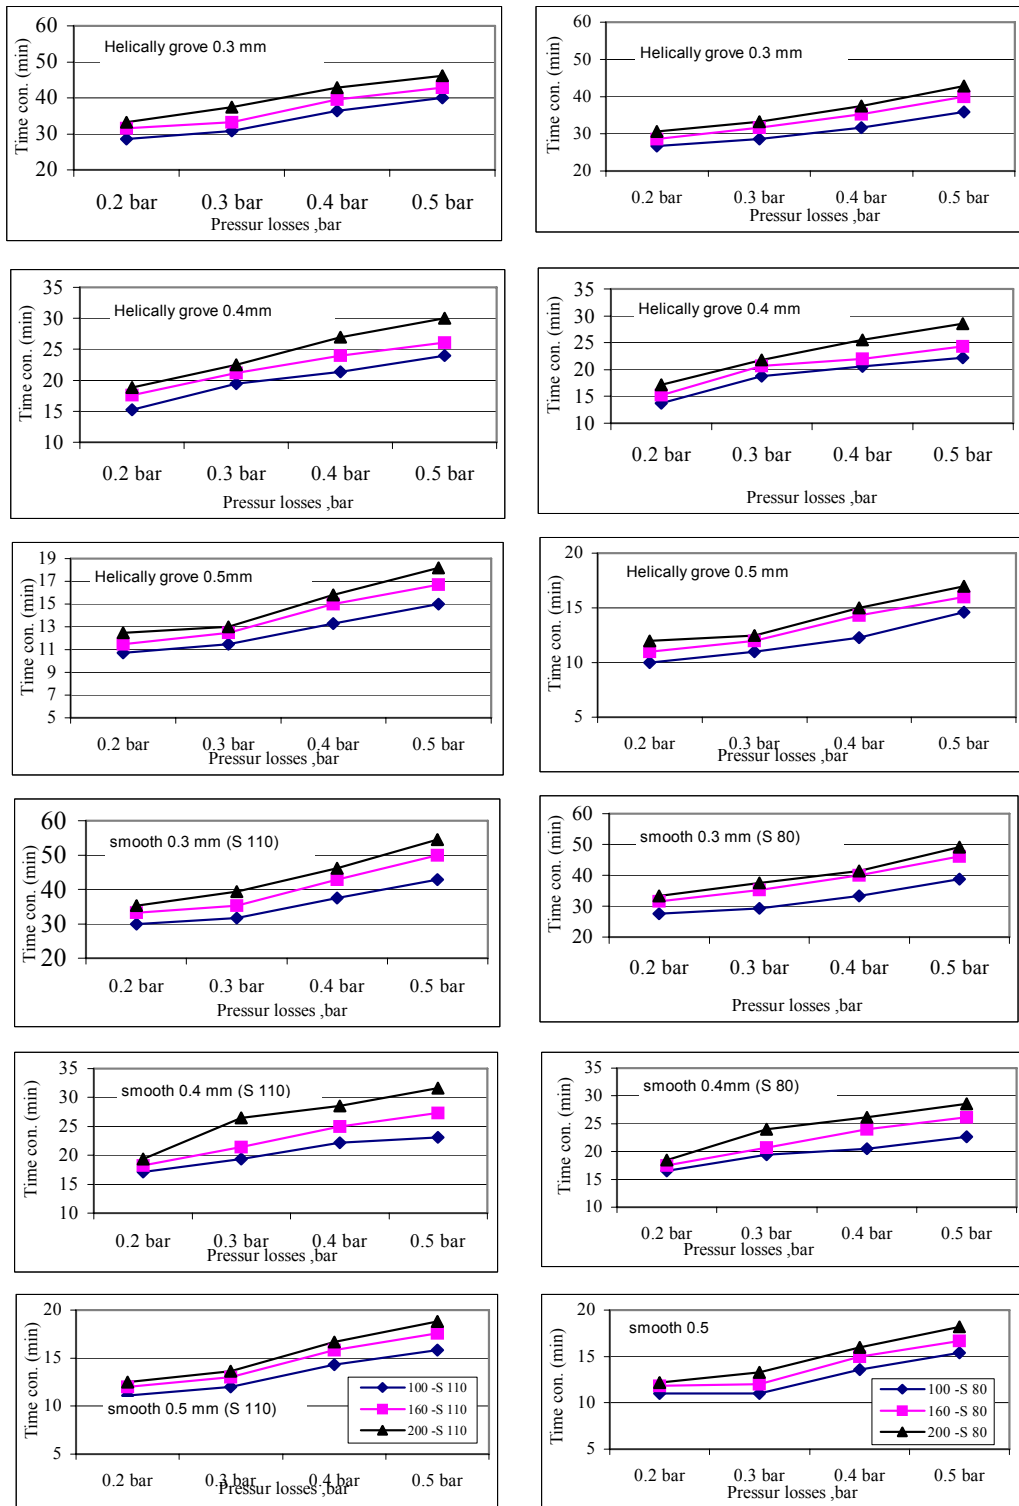 Helically grove 0.3 mm
Time con. (min)
60
50
40
30
20
0.2 bar 0.3 bar 0.4 bar 0.5 bar
Pressur losses ,bar
Helically grove 0.3 mm
Time con. (min)
60
50
40
30
20
0.2 bar 0.3 bar 0.4 bar 0.5 bar
Pressur losses ,bar
Helically grove 0.4mm
Time con. (min)
35
30
25
20
15
10
0.2 bar 0.3 bar 0.4 bar 0.5 bar
Pressur losses ,bar
Helically grove 0.4 mm
Time con. (min)
35
30
25
20
15
10
0.2 bar 0.3 bar 0.4 bar 0.5 bar
Pressur losses ,bar
Helically grove 0.5mm
Time con. (min)
19
17
15
13
11
9
7
5
0.2 bar 0.3 bar 0.4 bar 0.5 bar
Pressur losses ,bar
Helically grove 0.5 mm
Time con. (min)
20
15
10
5
0.2 bar 0.3 bar 0.4 bar 0.5 bar
Pressur losses ,bar
smooth 0.3 mm (S 110)
Time con. (min)
60
50
40
30
20
0.2 bar 0.3 bar 0.4 bar 0.5 bar
Pressur losses ,bar
smooth 0.3 mm (S 80)
Time con. (min)
60
50
40
30
20
0.2 bar 0.3 bar 0.4 bar 0.5 bar
Pressur losses ,bar
smooth 0.4 mm (S 110)
Time con. (min)
35
30
25
20
15
10
0.2 bar 0.3 bar 0.4 bar 0.5 bar
Pressur losses ,bar
smooth 0.4mm (S 80)
Time con. (min)
35
30
25
20
15
10
0.2 bar 0.3 bar 0.4 bar 0.5 bar
Pressur losses ,bar
Time con. (min)
20
15
10
5
smooth 0.5 mm (S 110)
100 -S 110
160 -S 110
200 -S 110
0.2 bar 0.3 bar 0.4 bar 0.5 bar
Pressur losses ,bar
smooth 0.5
Time con. (min)
20
15
10
5
100 -S 80
160 -S 80
200 -S 80
0.2 bar 0.3 bar 0.4 bar 0.5 bar
Pressur losses ,bar